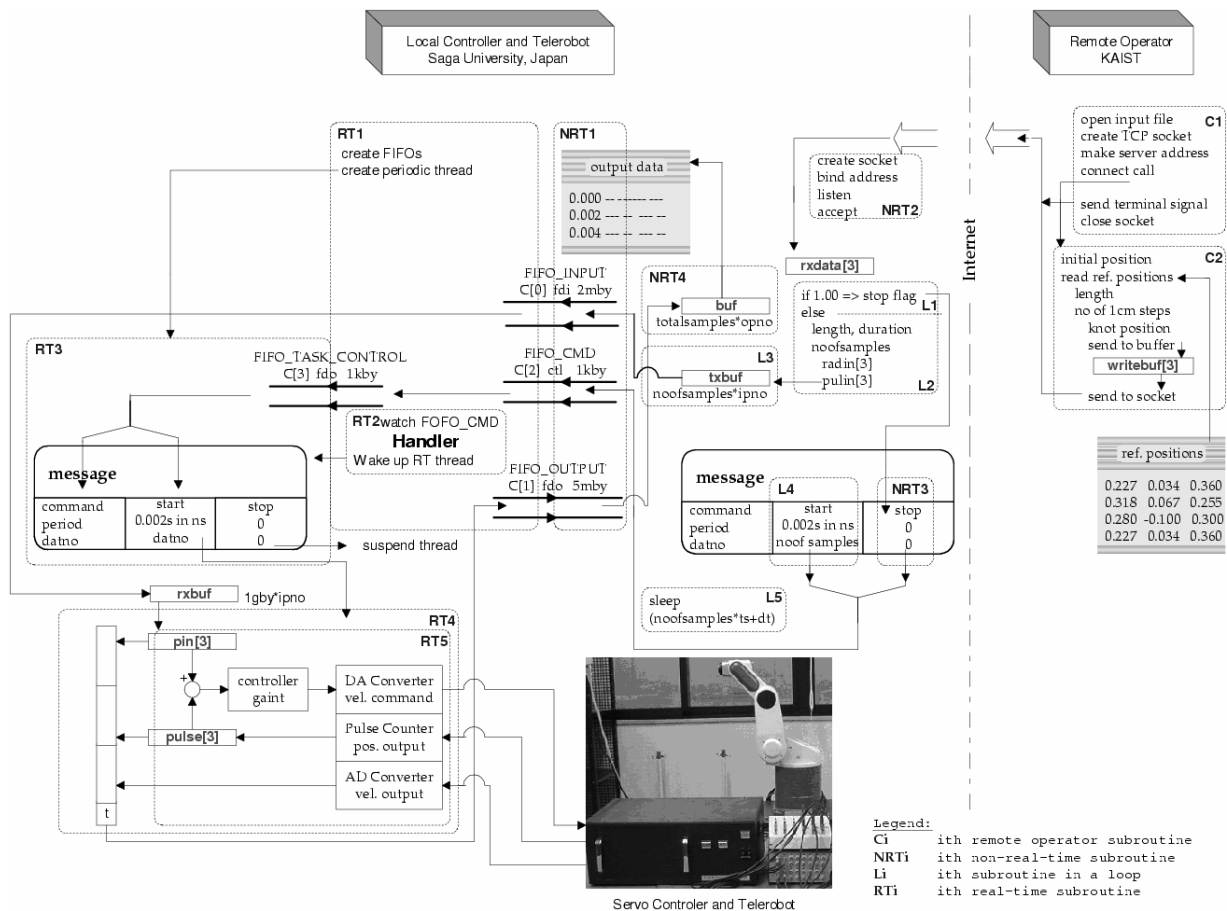 Local Controller and Telerobot
Saga University, Japan
Remote Operator
KAIST
RT1
create FIFOs
create periodic thread
NRT1
output data
0.000 -- -- ---- ---
0.002 -- -- --- --
0.004 -- -- --- --
create socket
bind address
listen
accept
NRT2
Internet
open input file
C1
create TCP socket
make server address
connect call
send terminal signal
close socket
C2
initial position
read ref. positions
length
no of 1cm steps
knot position
send to buffer
writebuf[3]
send to socket
ref. positions
0.227 0.034 0.360
0.318 0.067 0.255
0.280 -0.100 0.300
0.227 0.034 0.360
rxdata[3]
if 1.00 => stop flag
L1
else
length, duration
noofsamples
radin[3]
pulin[3]
L2
NRT4
buf
totalsamples*opno
L3
txbuf
noofsamples*ipno
FIFO_INPUT
C[0] fdi 2mby
FIFO_CMD
C[2] ctl 1kby
FIFO_OUTPUT
C[1] fdo 5mby
RT3
FIFO_TASK_CONTROL
C[3] fdo 1kby
RT2 watch FOFO_CMD
Handler
Wake up RT thread
message
command start stop
period 0.002s in ns 0
datno datno 0
suspend thread
message
L4
NRT3
command start stop
period 0.002s in ns 0
datno noof samples 0
sleep
L5
(noofsamples*ts+dt)
rxbuf
1gby*ipno
RT4
RT5
pin[3]
+
controller
gaint
DA Converter
vel. command
pulse[3]
Pulse Counter
pos. output
AD Converter
vel. output
t
Servo Controler and Telerobot
Legend:
Ci ith remote operator subroutine
NRTi ith non-real-time subroutine
Li ith subroutine in a loop
RTi ith real-time subroutine